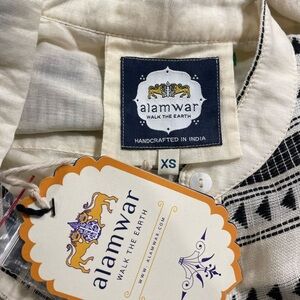 alamwar
WALK THE EARTH
HANDCRAFTED IN INDIA
XS
alamwar
WALK THE EARTH
WWW.ALAMWAR.COM